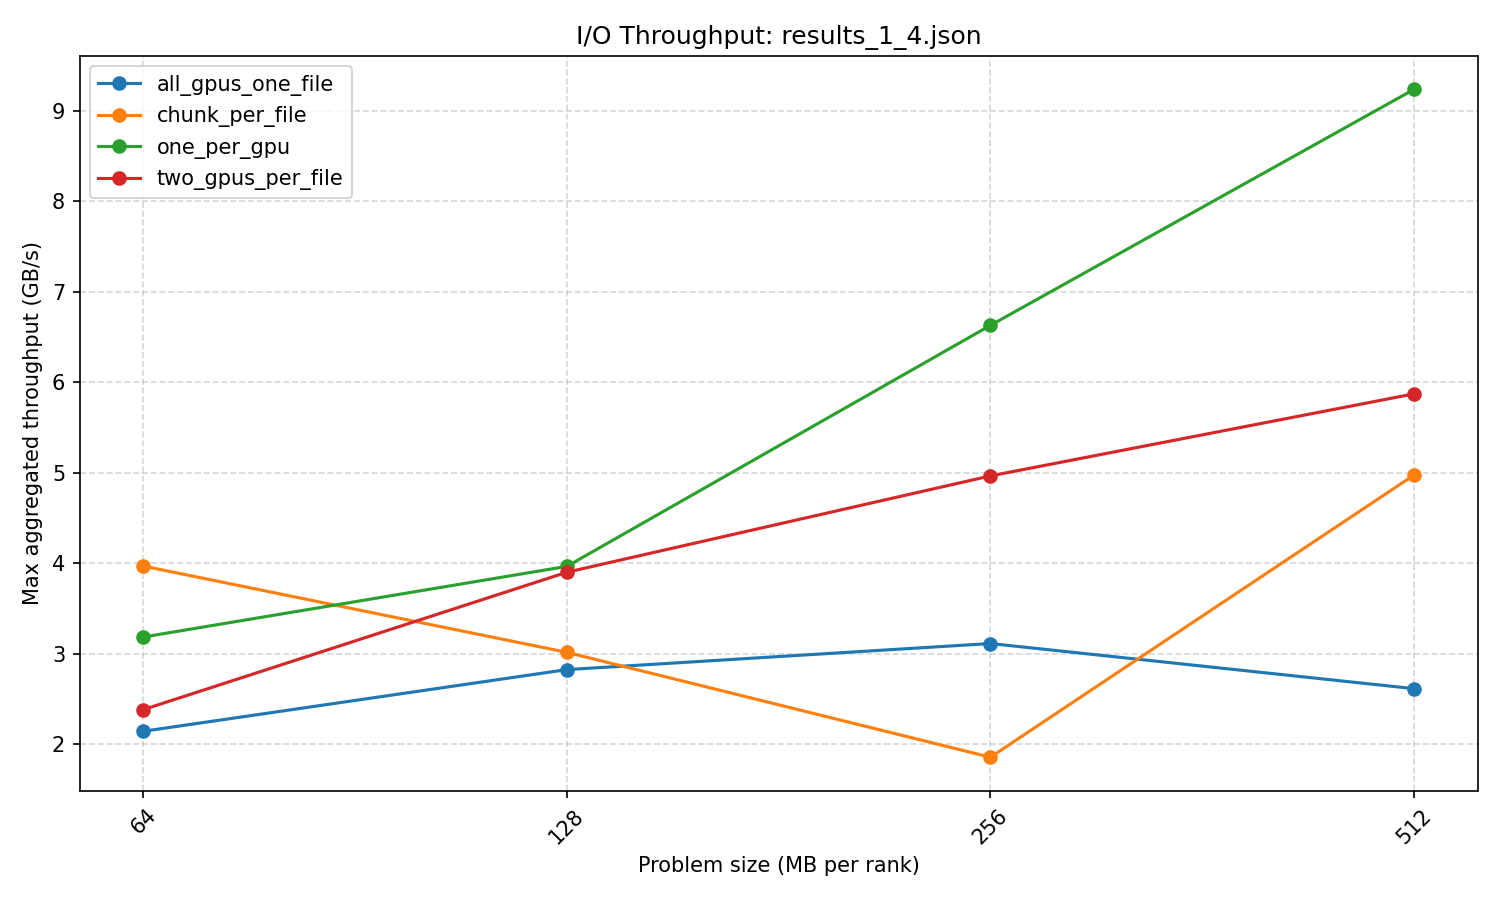 I/O Throughput: results_1_4.json
all_gpus_one_file
chunk_per_file
one_per_gpu
two_gpus_per_file
Max aggregated throughput (GB/s)
9
8
7
6
5
4
3
2
64
128
256
512
Problem size (MB per rank)